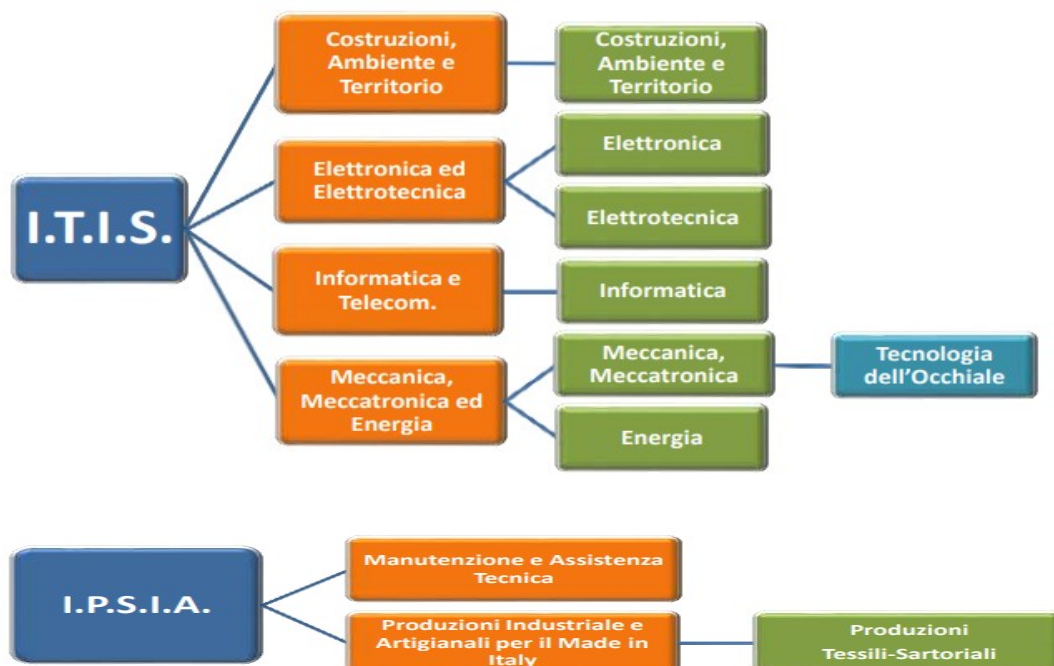 Costruzioni,
Ambiente e
Territorio
Costruzioni,
Ambiente e
Territorio
Elettronica ed
Elettrotecnica
Elettronica
Elettrotecnica
I.T.I.S.
Informatica e
Telecom.
Informatica
Meccanica,
Meccatronica ed
Energia
Meccanica,
Meccatronica
Tecnologia
dell'Occhiale
Energia
I.P.S.I.A.
Manutenzione e Assistenza
Tecnica
Produzioni Industriale e
Artigianali per il Made in
Italy
Produzioni
Tessili-Sartoriali